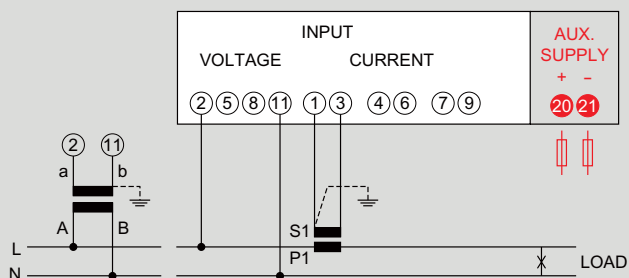 INPUT
VOLTAGE CURRENT
AUX.
SUPPLY
+ –
2 5 8 11 1 3 4 6 7 9 20 21
2 11
a b
A B
S1
P1
L
N
LOAD